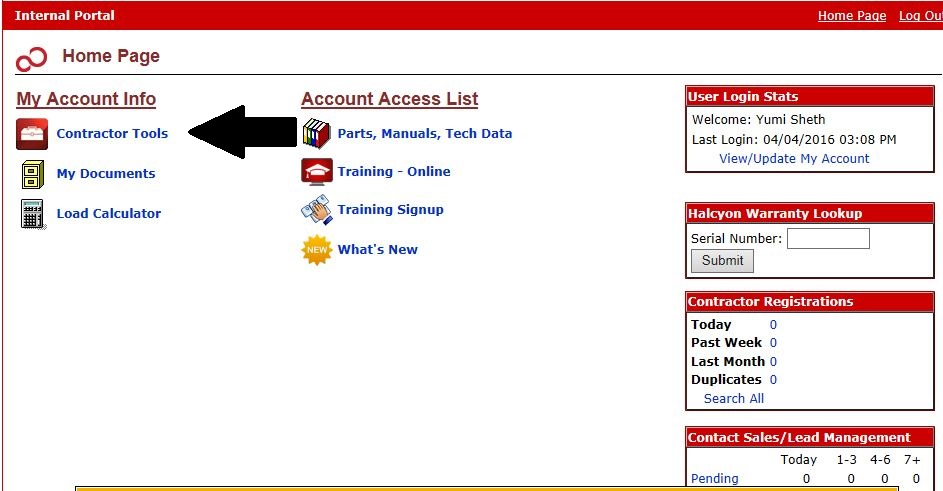 Internal Portal
Home Page Log Out
Home Page
My Account Info
Contractor Tools
My Documents
Load Calculator
Account Access List
Parts, Manuals, Tech Data
Training - Online
Training Signup
NEW What's New
User Login Stats
Welcome: Yumi Sheth
Last Login: 04/04/2016 03:08 PM
View/Update My Account
Halcyon Warranty Lookup
Serial Number:
Submit
Contractor Registrations
Today 0
Past Week 0
Last Month 0
Duplicates 0
Search All
Contact Sales/Lead Management
Today 1-3 4-6 7+
Pending 0 0 0 0